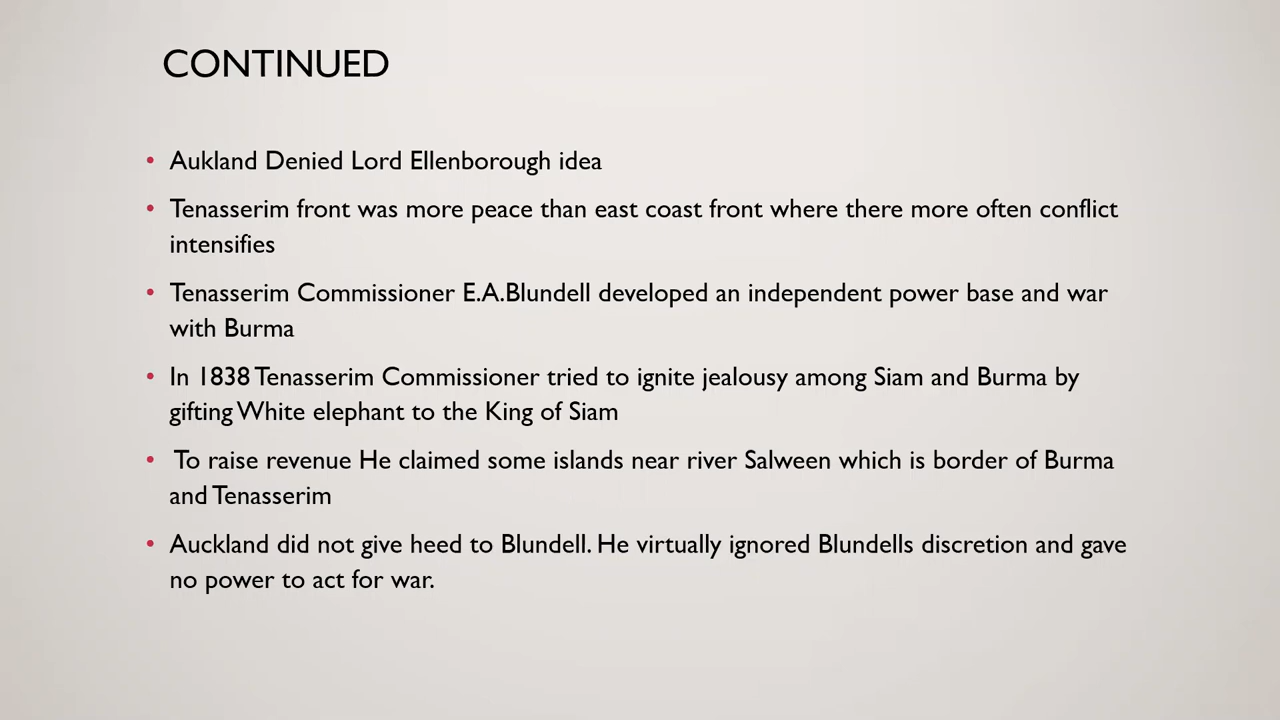 CONTINUED
• Aukland Denied Lord Ellenborough idea
• Tenasserim front was more peace than east coast front where there more often conflict
intensifies
• Tenasserim Commissioner E.A.Blundell developed an independent power base and war
with Burma
• In 1838 Tenasserim Commissioner tried to ignite jealousy among Siam and Burma by
gifting White elephant to the King of Siam
• To raise revenue He claimed some islands near river Salween which is border of Burma
and Tenasserim
• Auckland did not give heed to Blundell. He virtually ignored Blundells discretion and gave
no power to act for war.